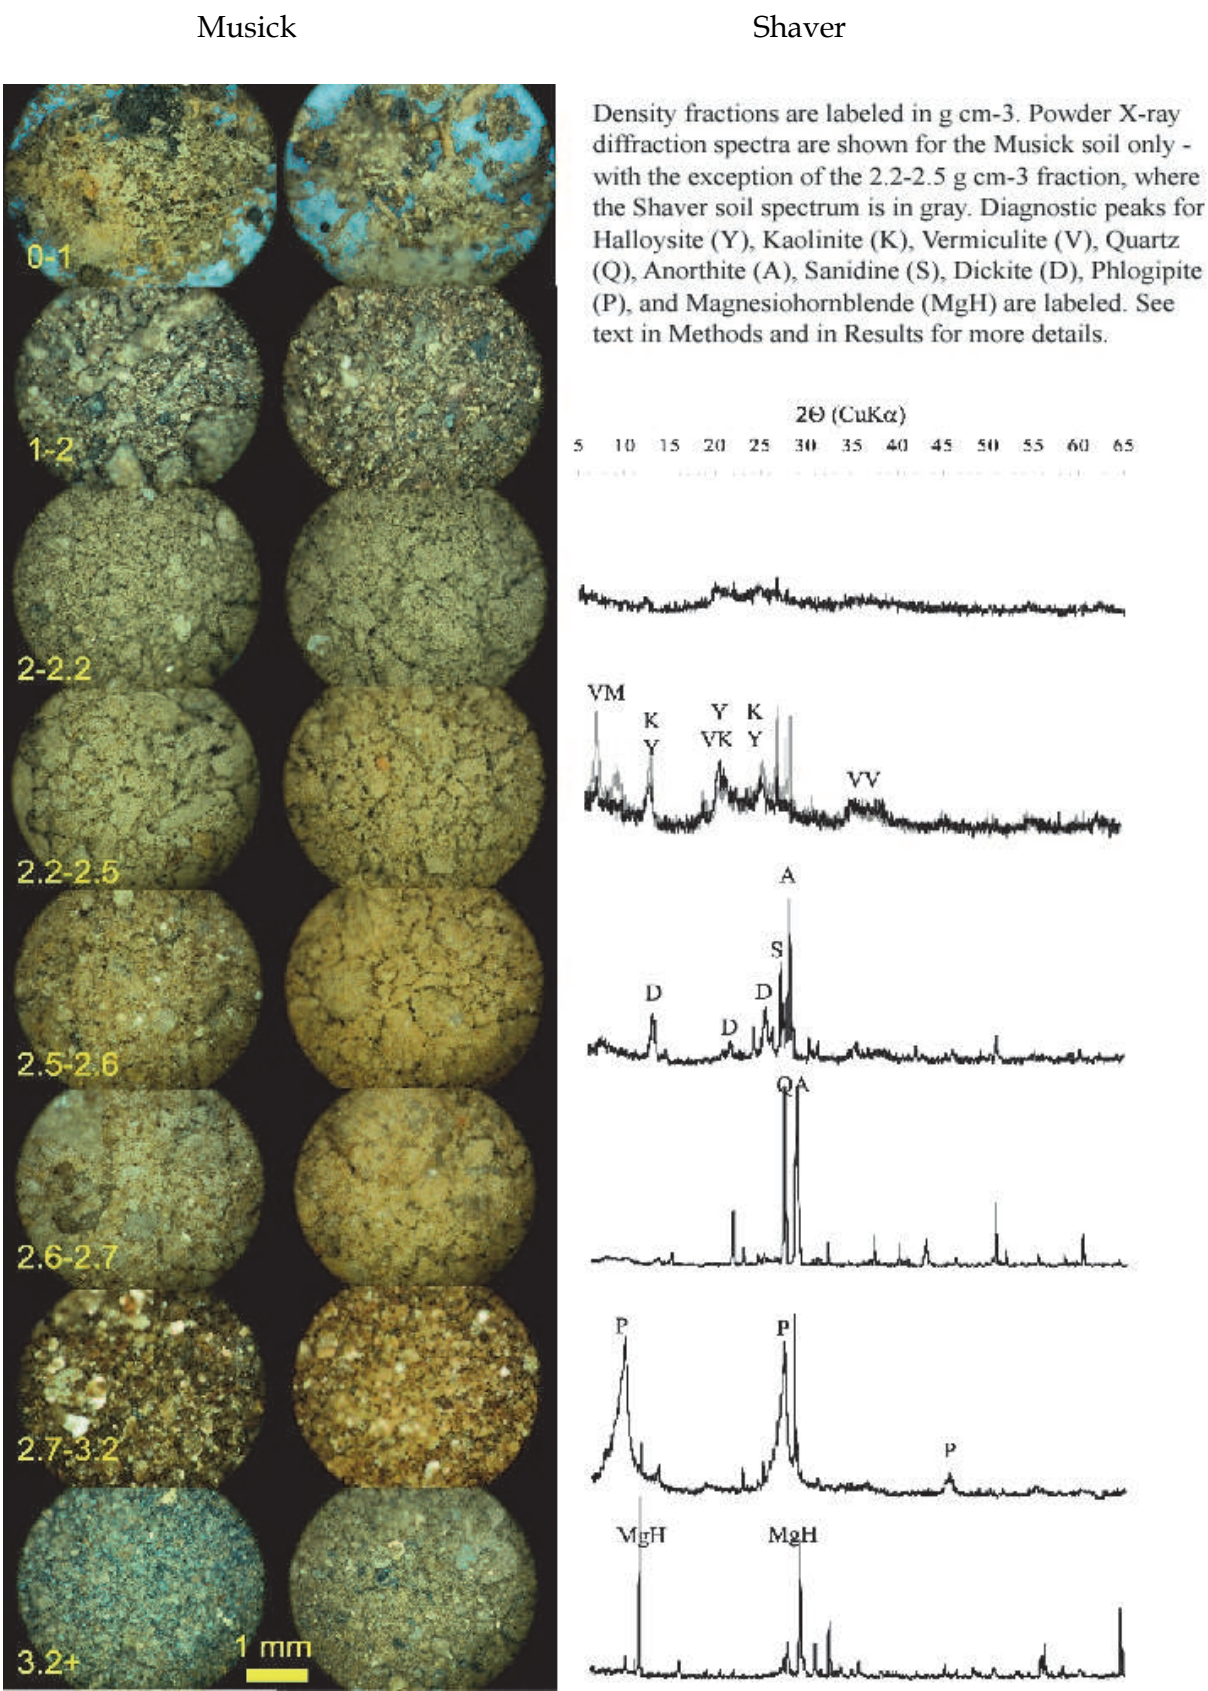 Musick
Shaver
Density fractions are labeled in g cm-3. Powder X-ray
diffraction spectra are shown for the Musick soil only -
with the exception of the 2.2-2.5 g cm-3 fraction, where
the Shaver soil spectrum is in gray. Diagnostic peaks for
Halloysite (Y), Kaolinite (K), Vermiculite (V), Quartz
(Q), Anorthite (A), Sanidine (S), Dickite (D), Phlogipite
(P), and Magnesiohornblende (MgH) are labeled. See
text in Methods and in Results for more details.
0-1
1-2
2Θ (CuKα)
5 10 15 20 25 30 35 40 45 50 55 60 65
2-2.2
VM
K
Y
Y
VK
K
Y
VV
2.2-2.5
A
S
D
D
D
2.5-2.6
QA
2.6-2.7
P
P
P
2.7-3.2
MgH
MgH
3.2+
1 mm